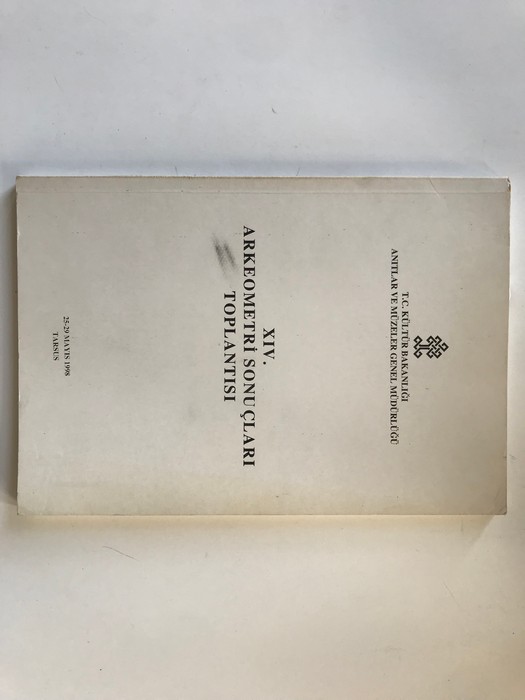 T.C. KÜLTÜR BAKANLIĞI
ANITLAR VE MÜZELER GENEL MÜDÜRLÜĞÜ
XIV.
ARKEOMETRİ SONUÇLARI
TOPLANTISI
25-29 MAYIS 1998
TARSUS